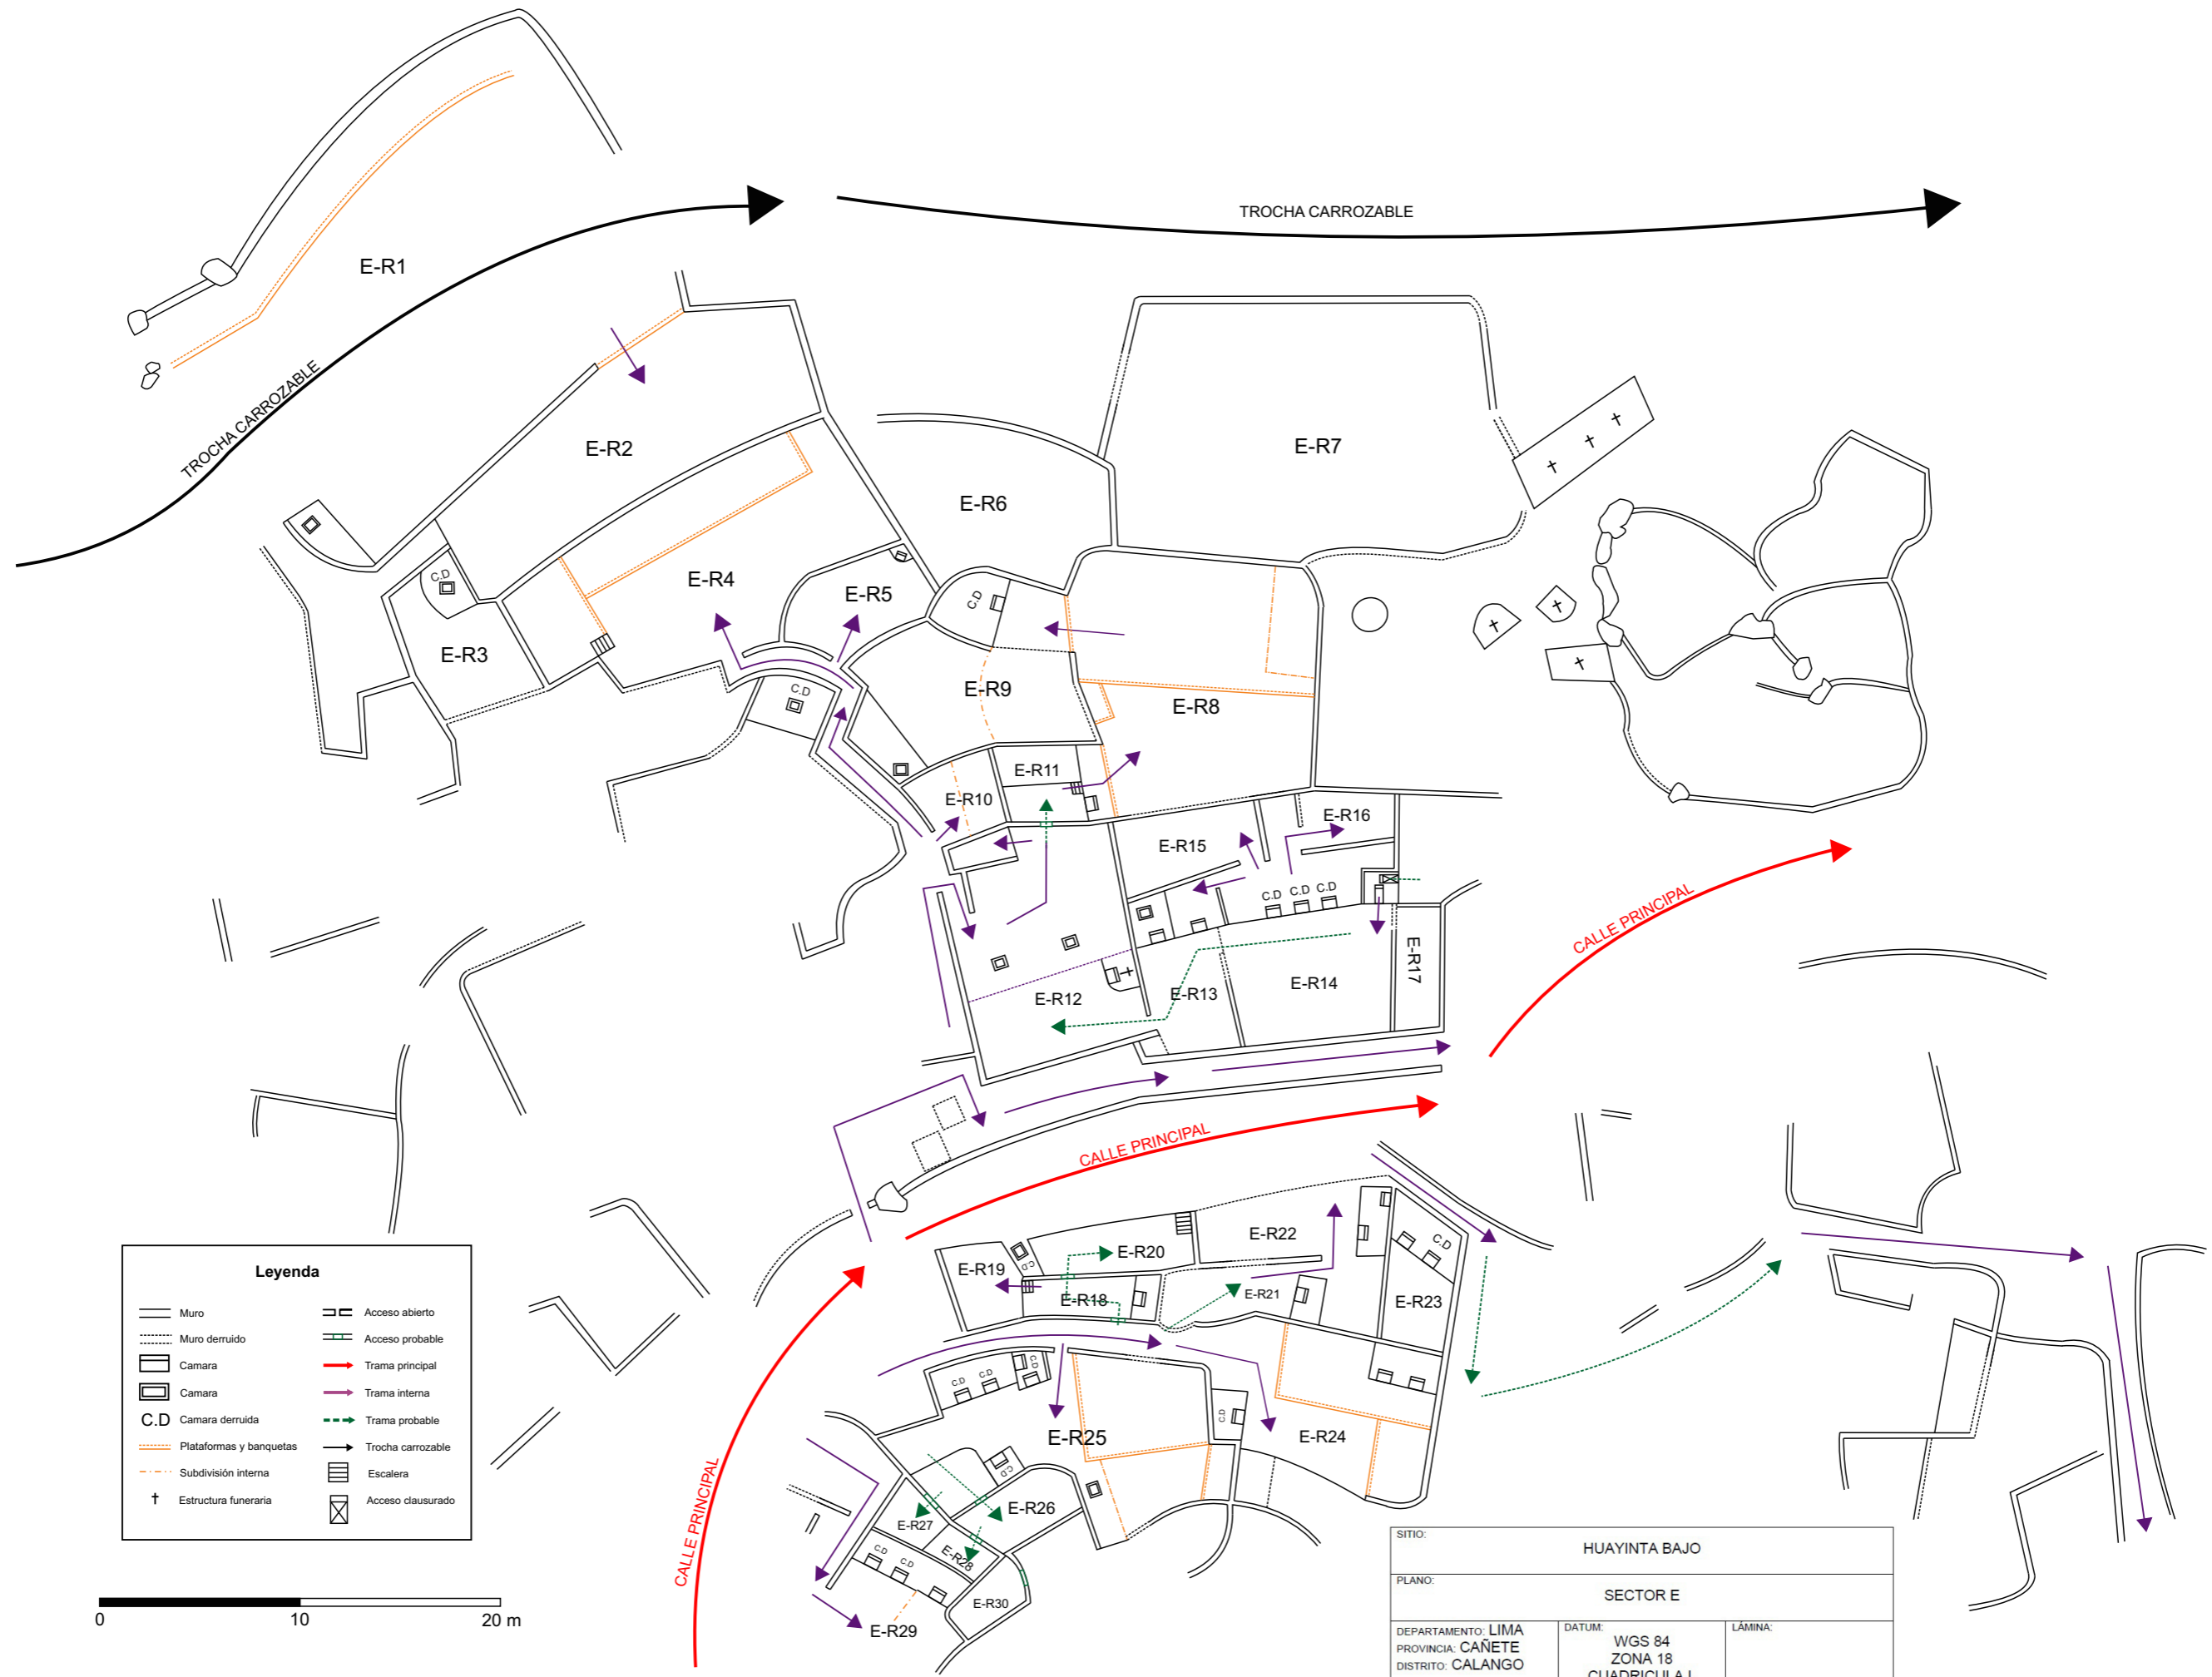 TROCHA CARROZABLE
E-R1
TROCHA CARROZABLE
E-R2
E-R7
E-R6
C.D
E-R4
E-R5
C.D
E-R3
C.D
E-R9
E-R8
E-R11
E-R10
E-R16
E-R15
C.D C.D C.D
E-R17
E-R14
E-R13
E-R12
CALLE PRINCIPAL
CALLE PRINCIPAL
E-R22
E-R20
C.D
C.D
E-R19
E-R18
E-R21
E-R23
C.D
C.D
C.D
C.D
E-R25
E-R24
C.D
E-R26
E-R27
E-R28
C.D
C.D
E-R30
E-R29
CALLE PRINCIPAL
Leyenda
Muro
Muro derruido
Camara
Camara
C.D Camara derruida
Plataformas y banquetas
Subdivisión interna
Estructura funeraria
Acceso abierto
Acceso probable
Trama principal
Trama interna
Trama probable
Trocha carrozable
Escalera
Acceso clausurado
0 10 20 m
SITIO:
HUAYINTA BAJO
PLANO:
SECTOR E
DEPARTAMENTO: LIMA
PROVINCIA: CAÑETE
DISTRITO: CALANGO
DATUM:
WGS 84
ZONA 18
CUADRICULA L
LÁMINA: